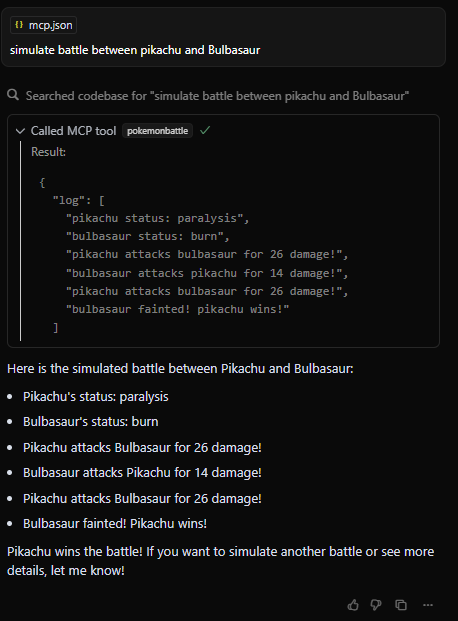 {} mcp.json
simulate battle between pikachu and Bulbasaur
Searched codebase for "simulate battle between pikachu and Bulbasaur"
Called MCP tool pokemonbattle
Result:
{
"log": [
"pikachu status: paralysis",
"bulbasaur status: burn",
"pikachu attacks bulbasaur for 26 damage!",
"bulbasaur attacks pikachu for 14 damage!",
"pikachu attacks bulbasaur for 26 damage!",
"bulbasaur fainted! pikachu wins!"
]
Here is the simulated battle between Pikachu and Bulbasaur:
• Pikachu's status: paralysis
• Bulbasaur's status: burn
• Pikachu attacks Bulbasaur for 26 damage!
• Bulbasaur attacks Pikachu for 14 damage!
• Pikachu attacks Bulbasaur for 26 damage!
• Bulbasaur fainted! Pikachu wins!
Pikachu wins the battle! If you want to simulate another battle or see more
details, let me know!